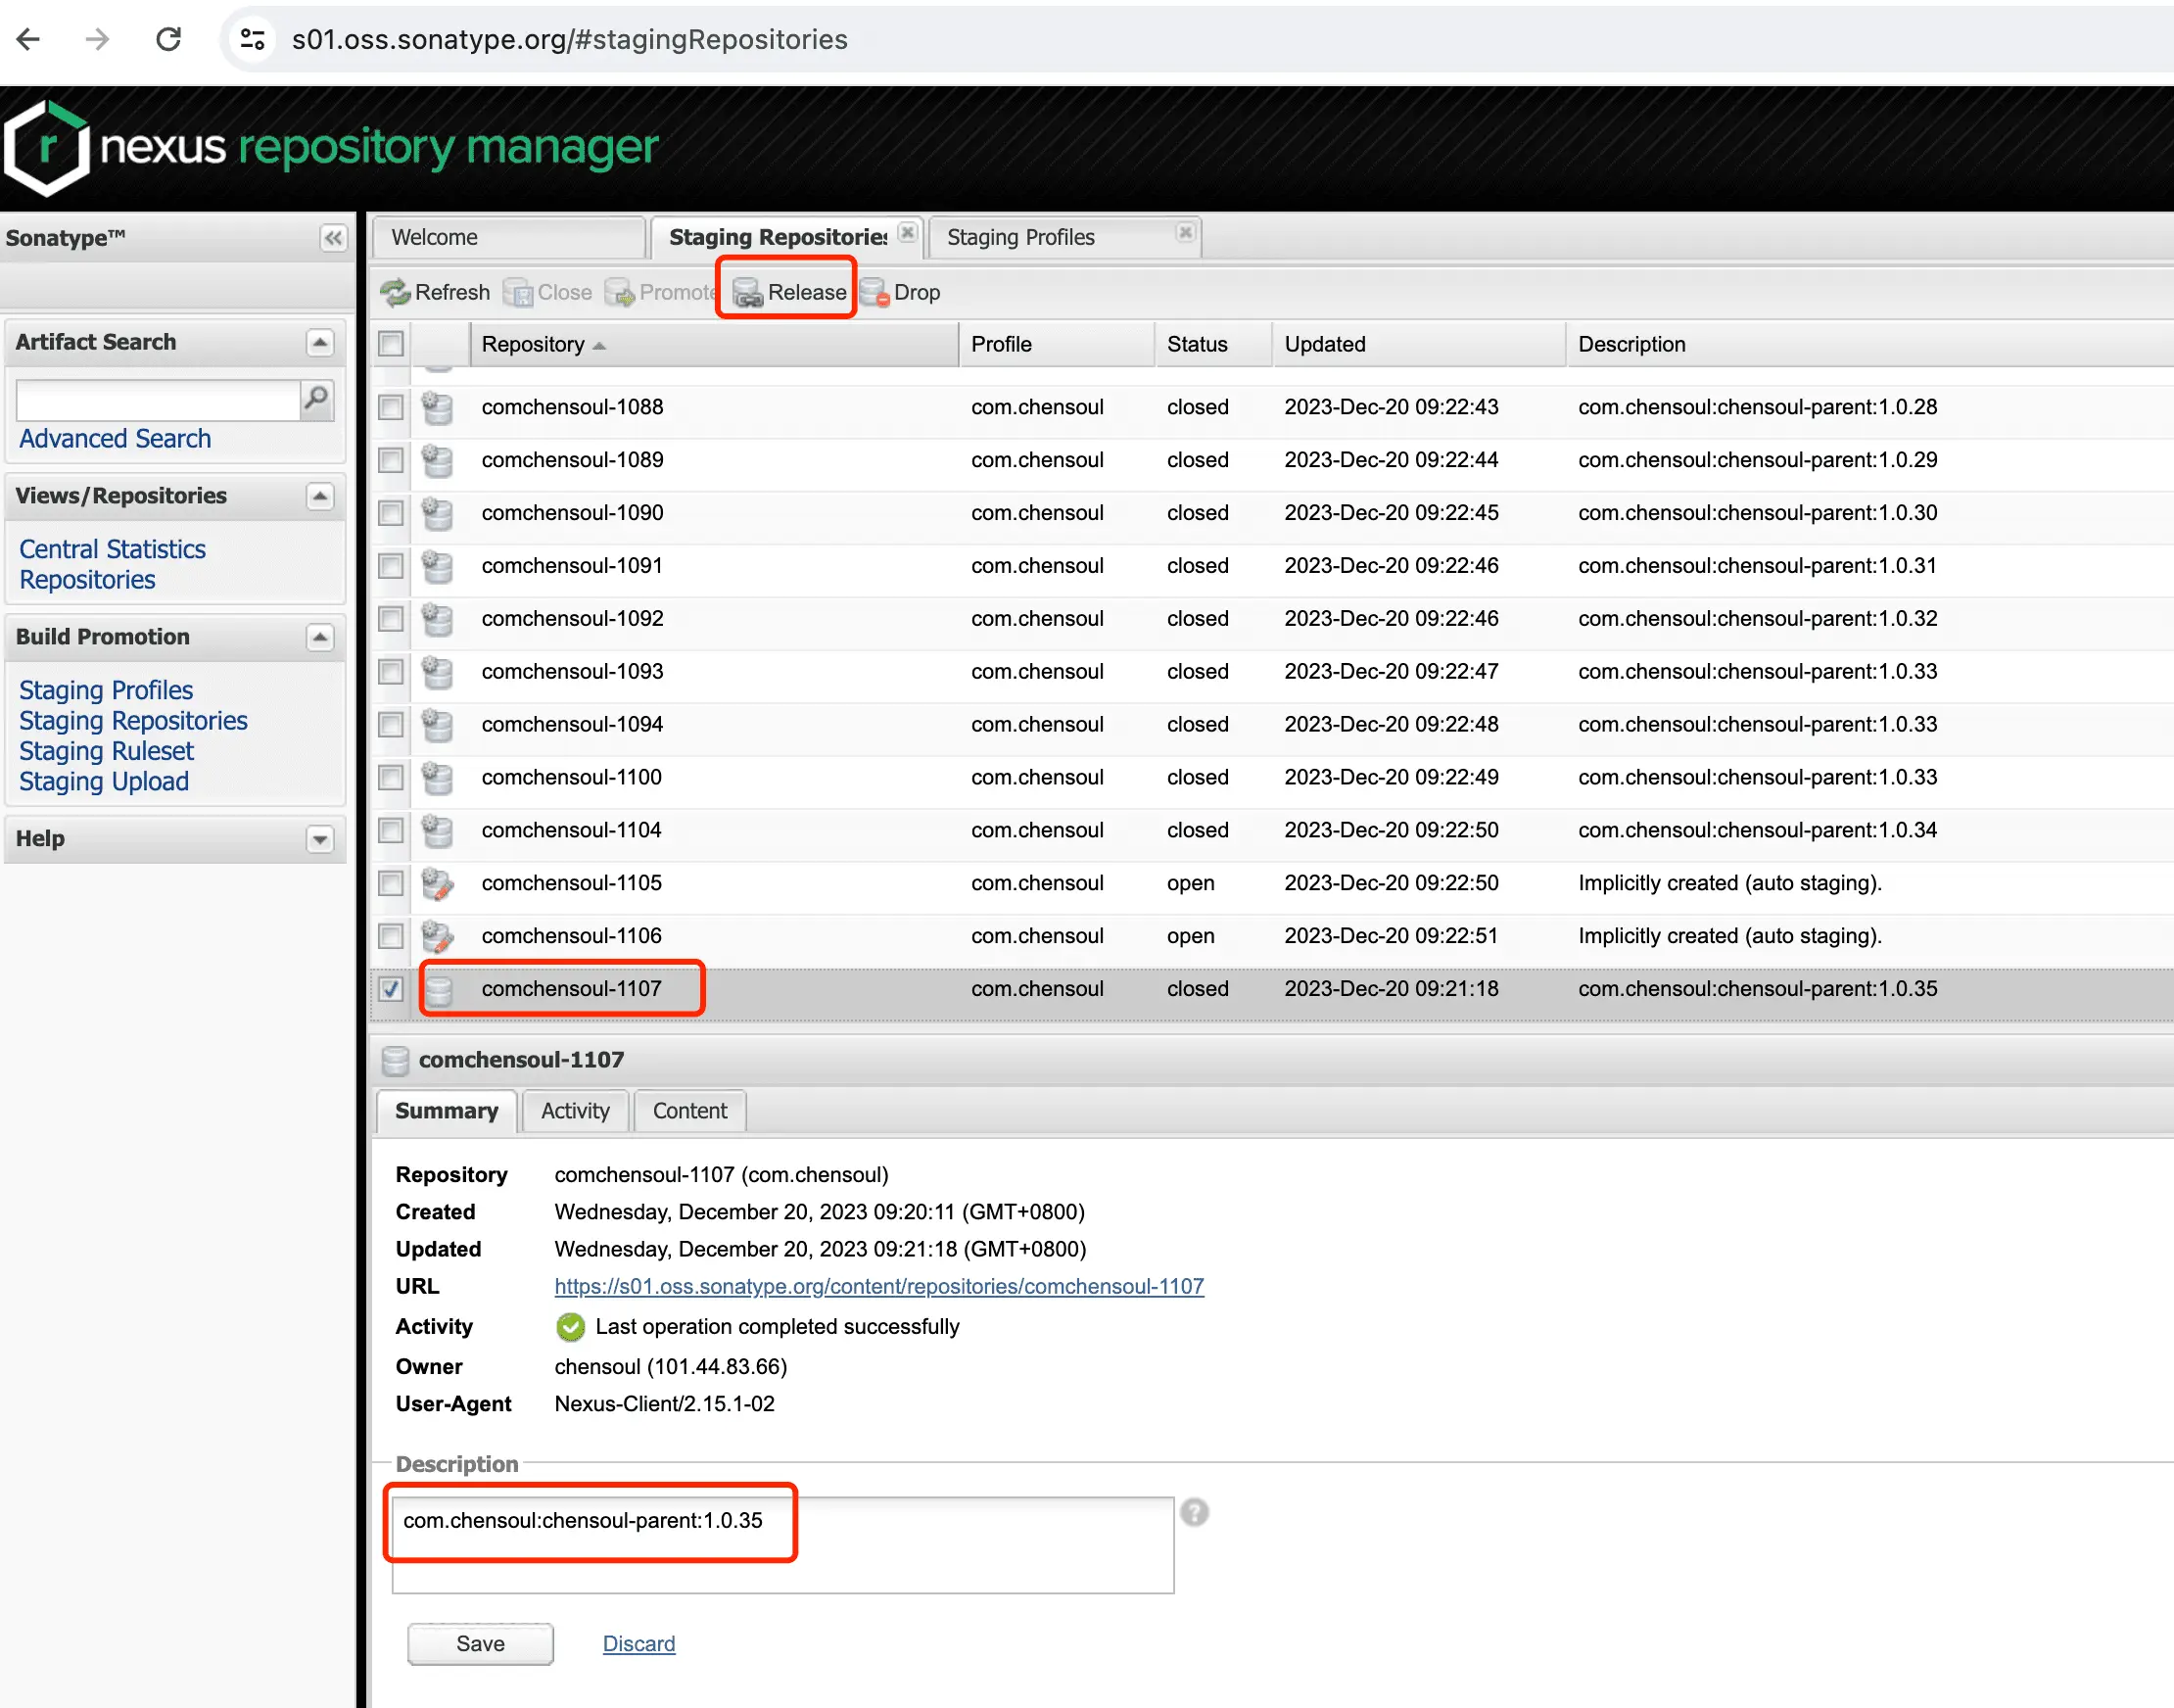 s01.oss.sonatype.org/#stagingRepositories
r nexus repository manager
Sonatype™
Welcome
Staging Repositories
Staging Profiles
Refresh Close Promote Release Drop
Artifact Search
Advanced Search
Views/Repositories
Central Statistics
Repositories
Build Promotion
Staging Profiles
Staging Repositories
Staging Ruleset
Staging Upload
Help
Repository Profile Status Updated Description
comchensoul-1088 com.chensoul closed 2023-Dec-20 09:22:43 com.chensoul:chensoul-parent:1.0.28
comchensoul-1089 com.chensoul closed 2023-Dec-20 09:22:44 com.chensoul:chensoul-parent:1.0.29
comchensoul-1090 com.chensoul closed 2023-Dec-20 09:22:45 com.chensoul:chensoul-parent:1.0.30
comchensoul-1091 com.chensoul closed 2023-Dec-20 09:22:46 com.chensoul:chensoul-parent:1.0.31
comchensoul-1092 com.chensoul closed 2023-Dec-20 09:22:46 com.chensoul:chensoul-parent:1.0.32
comchensoul-1093 com.chensoul closed 2023-Dec-20 09:22:47 com.chensoul:chensoul-parent:1.0.33
comchensoul-1094 com.chensoul closed 2023-Dec-20 09:22:48 com.chensoul:chensoul-parent:1.0.33
comchensoul-1100 com.chensoul closed 2023-Dec-20 09:22:49 com.chensoul:chensoul-parent:1.0.33
comchensoul-1104 com.chensoul closed 2023-Dec-20 09:22:50 com.chensoul:chensoul-parent:1.0.34
comchensoul-1105 com.chensoul open 2023-Dec-20 09:22:50 Implicitly created (auto staging).
comchensoul-1106 com.chensoul open 2023-Dec-20 09:22:51 Implicitly created (auto staging).
comchensoul-1107 com.chensoul closed 2023-Dec-20 09:21:18 com.chensoul:chensoul-parent:1.0.35
comchensoul-1107
Summary Activity Content
Repository comchensoul-1107 (com.chensoul)
Created Wednesday, December 20, 2023 09:20:11 (GMT+0800)
Updated Wednesday, December 20, 2023 09:21:18 (GMT+0800)
URL https://s01.oss.sonatype.org/content/repositories/comchensoul-1107
Activity Last operation completed successfully
Owner chensoul (101.44.83.66)
User-Agent Nexus-Client/2.15.1-02
Description
com.chensoul:chensoul-parent:1.0.35
Save Discard